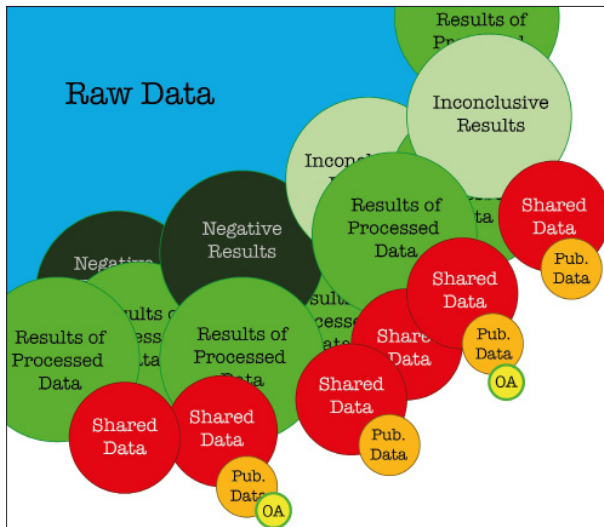 Results of
Raw Data
Inconclusive
Results
Negative
Results
Results of
Processed
Data
Shared
Data
Pub.
Data
Negative
Shared
Data
Results of
Processed
Data
Results of
Processed
Data
Shared
Data
Pub.
Data
OA
Shared
Data
Shared
Data
Shared
Data
Pub.
Data
Pub.
Data
OA